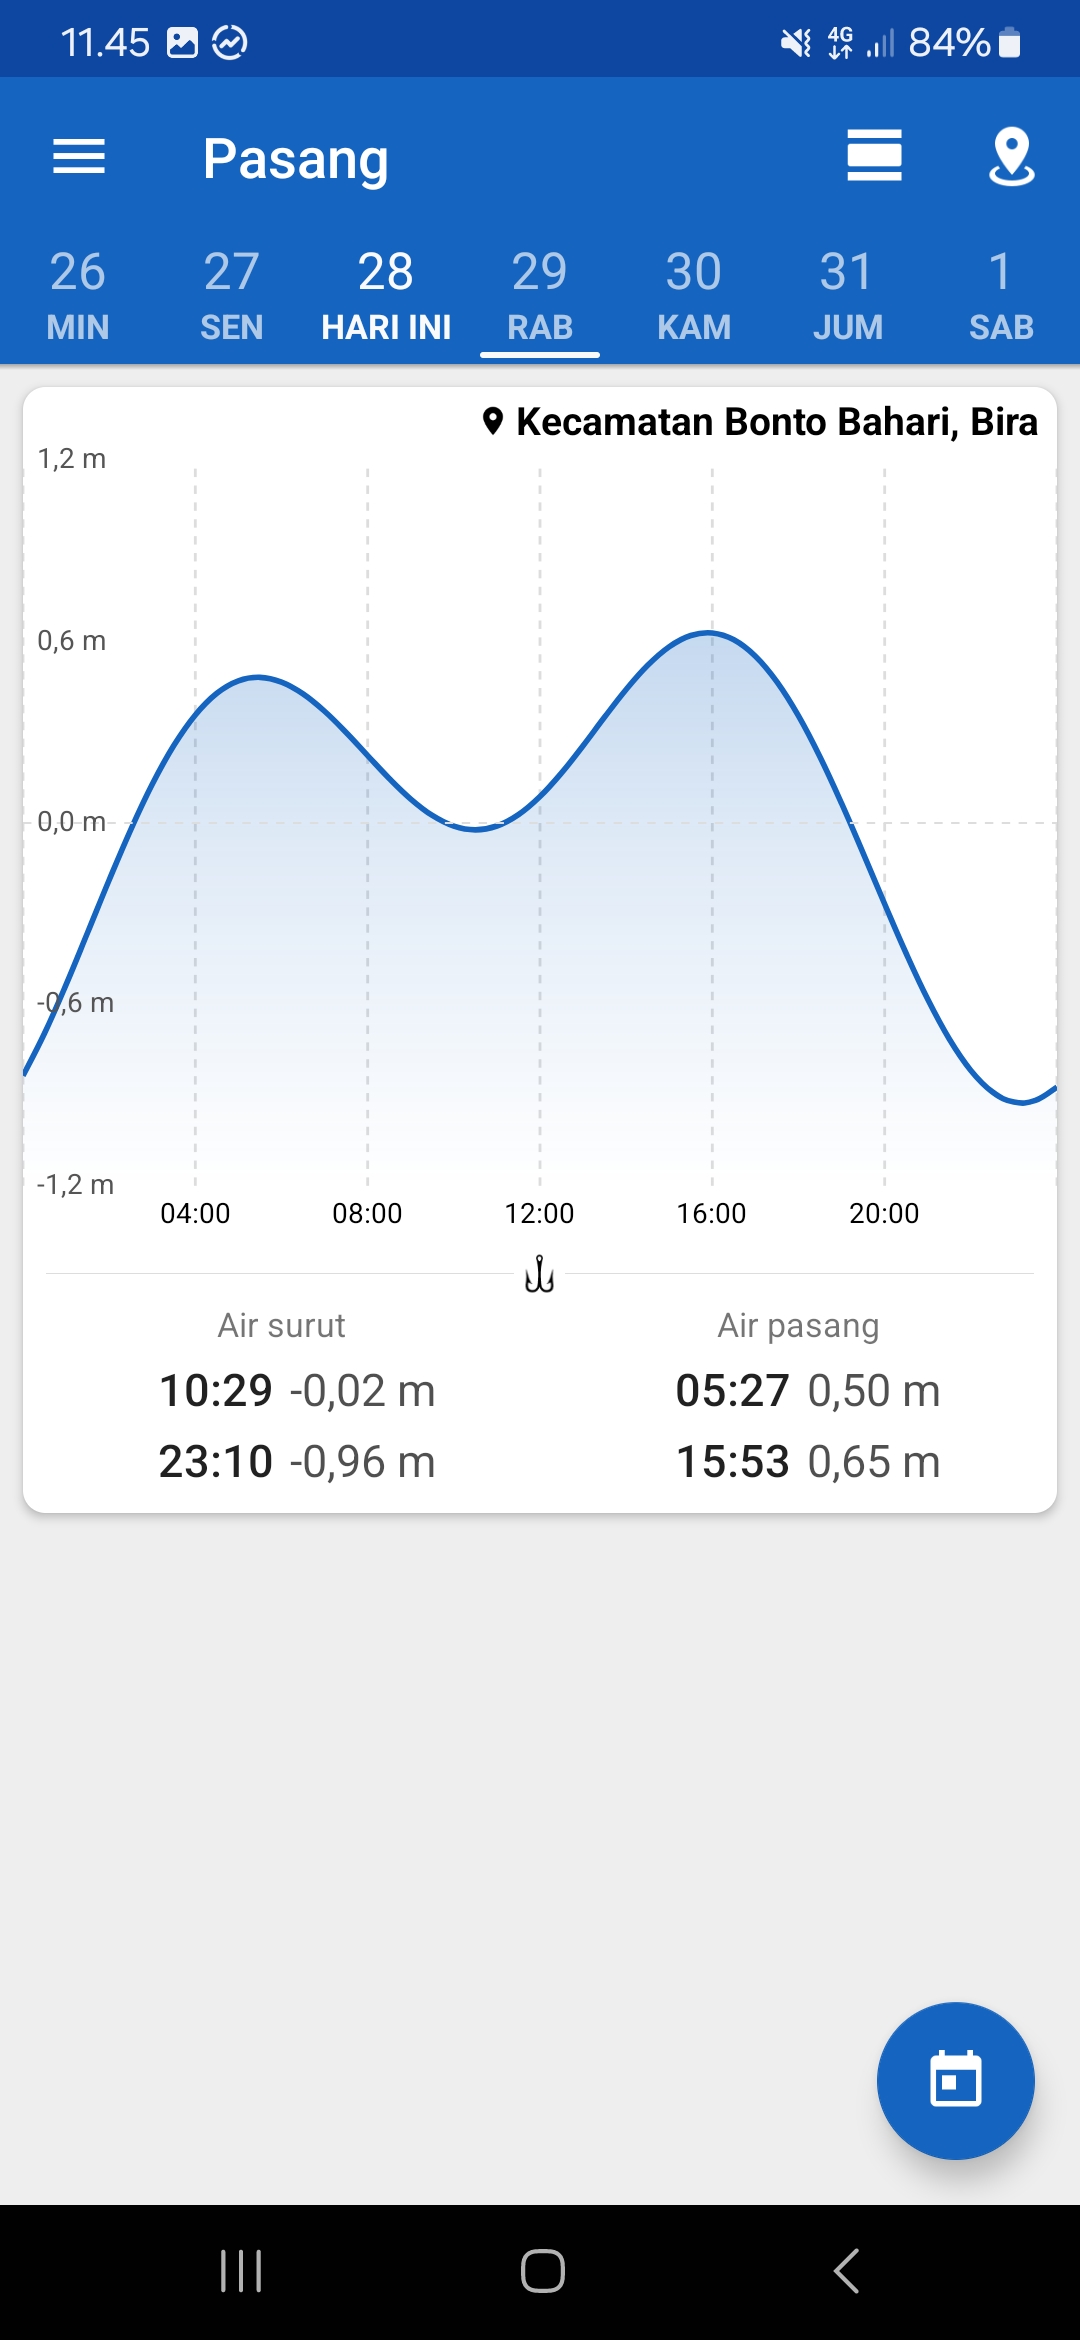 11.45 4G 84%
Pasang
26 27 28 29 30 31 1
MIN SEN HARI INI RAB KAM JUM SAB
Kecamatan Bonto Bahari, Bira
1,2 m
0,6 m
0,0 m
-0,6 m
-1,2 m
04:00 08:00 12:00 16:00 20:00
Air surut Air pasang
10:29 -0,02 m 05:27 0,50 m
23:10 -0,96 m 15:53 0,65 m